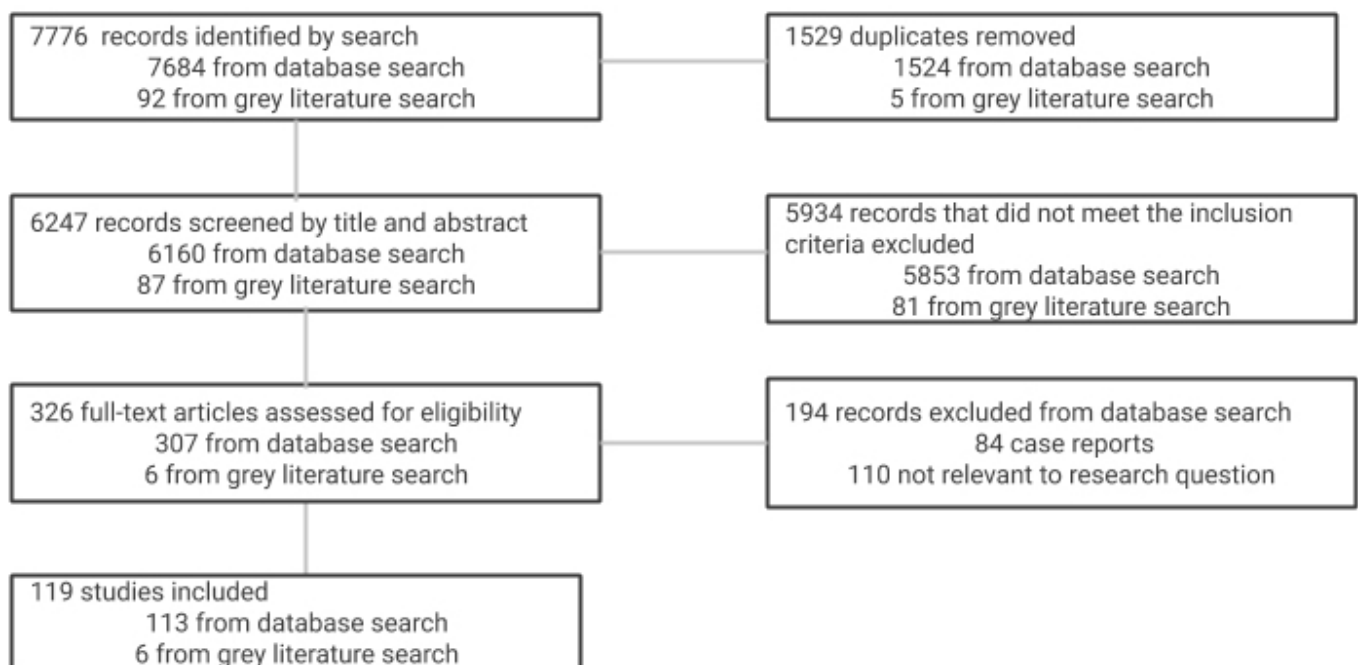 7776 records identified by search
7684 from database search
92 from grey literature search
1529 duplicates removed
1524 from database search
5 from grey literature search
6247 records screened by title and abstract
6160 from database search
87 from grey literature search
5934 records that did not meet the inclusion
criteria excluded
5853 from database search
81 from grey literature search
326 full-text articles assessed for eligibility
307 from database search
6 from grey literature search
194 records excluded from database search
84 case reports
110 not relevant to research question
119 studies included
113 from database search
6 from grey literature search